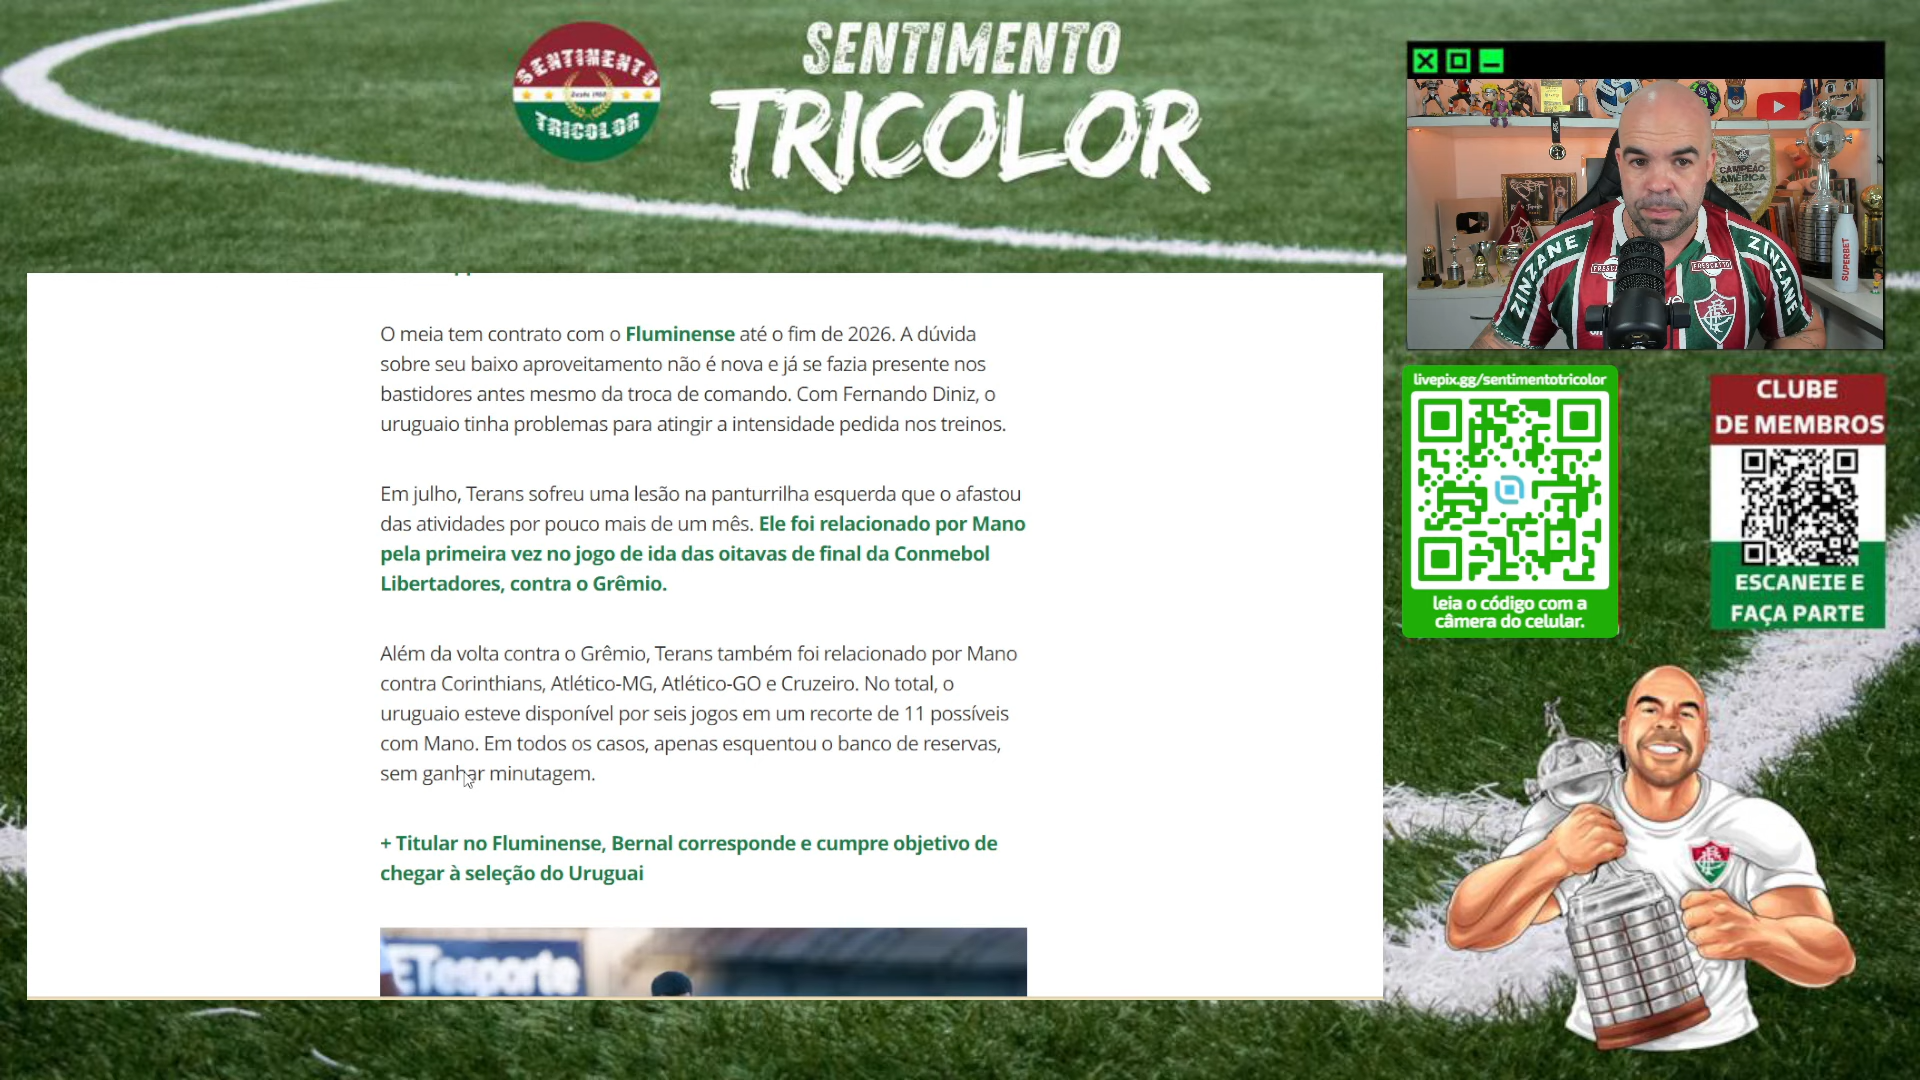 SENTIMENTO
TRICOLOR
SENTIMENTO
Desde 1902
TRICOLOR
CAMPEÃO
AMÉRICA
2023
ZINZANE
ZINZANE
FRESCATTO
SUPERBET
O meia tem contrato com o Fluminense até o fim de 2026. A dúvida
sobre seu baixo aproveitamento não é nova e já se fazia presente nos
bastidores antes mesmo da troca de comando. Com Fernando Diniz, o
uruguaio tinha problemas para atingir a intensidade pedida nos treinos.
Em julho, Terans sofreu uma lesão na panturrilha esquerda que o afastou
das atividades por pouco mais de um mês. Ele foi relacionado por Mano
pela primeira vez no jogo de ida das oitavas de final da Conmebol
Libertadores, contra o Grêmio.
Além da volta contra o Grêmio, Terans também foi relacionado por Mano
contra Corinthians, Atlético-MG, Atlético-GO e Cruzeiro. No total, o
uruguaio esteve disponível por seis jogos em um recorte de 11 possíveis
com Mano. Em todos os casos, apenas esquentou o banco de reservas,
sem ganhar minutagem.
+ Titular no Fluminense, Bernal corresponde e cumpre objetivo de
chegar à seleção do Uruguai
ETesporte
livepix.gg/sentimentotricolor
leia o código com a
câmera do celular.
CLUBE
DE MEMBROS
ESCANEIE E
FAÇA PARTE